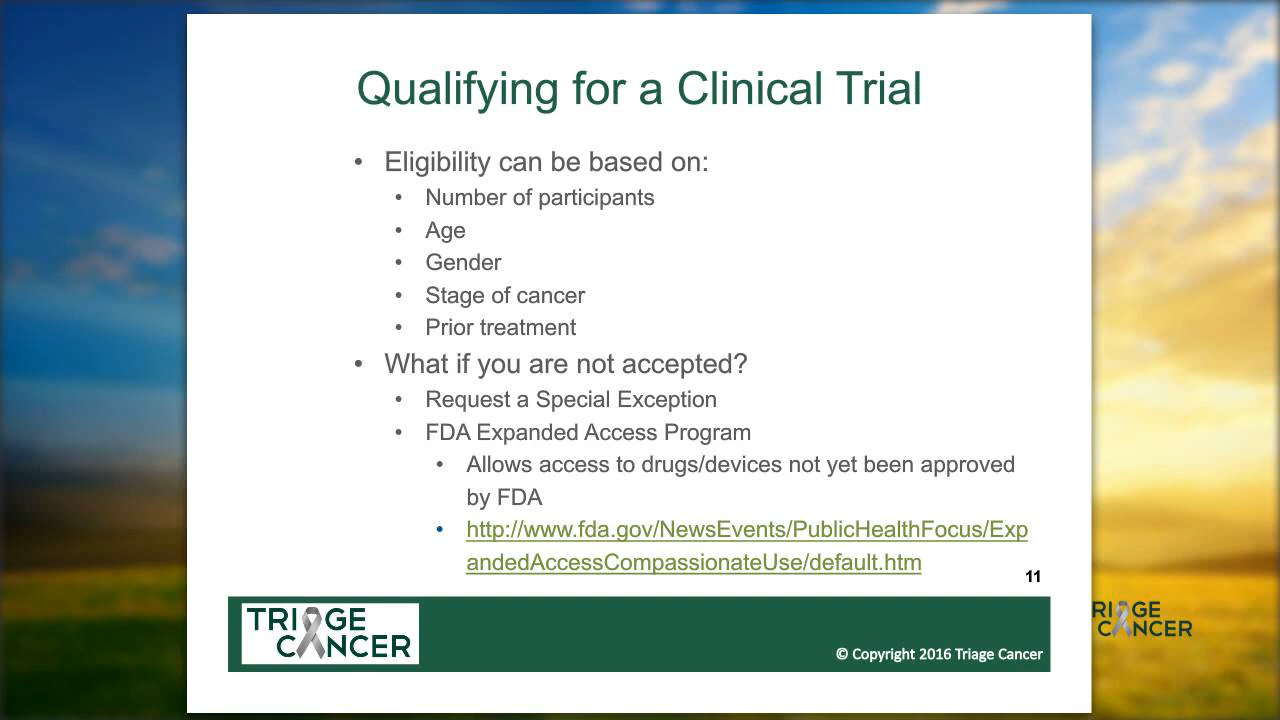 Qualifying for a Clinical Trial
• Eligibility can be based on:
• Number of participants
• Age
• Gender
• Stage of cancer
• Prior treatment
• What if you are not accepted?
• Request a Special Exception
• FDA Expanded Access Program
• Allows access to drugs/devices not yet been approved
by FDA
• http://www.fda.gov/NewsEvents/PublicHealthFocus/Exp
andedAccessCompassionateUse/default.htm
11
TRIAGE
CANCER
© Copyright 2016 Triage Cancer
RIAGE
CANCER